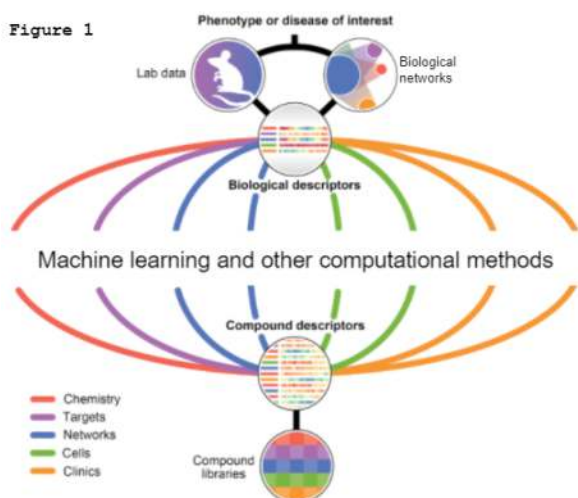 Figure 1
Phenotype or disease of interest
Lab data
Biological
networks
Biological descriptors
Machine learning and other computational methods
Compound descriptors
Chemistry
Targets
Networks
Cells
Clinics
Compound
libraries